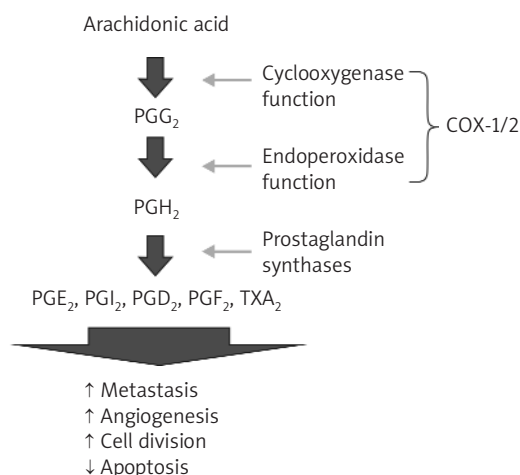 Arachidonic acid
Cyclooxygenase
function
PGG₂
COX-1/2
Endoperoxidase
function
PGH₂
Prostaglandin
synthases
PGE₂, PGI₂, PGD₂, PGF₂, TXA₂
↑ Metastasis
↑ Angiogenesis
↑ Cell division
↓ Apoptosis